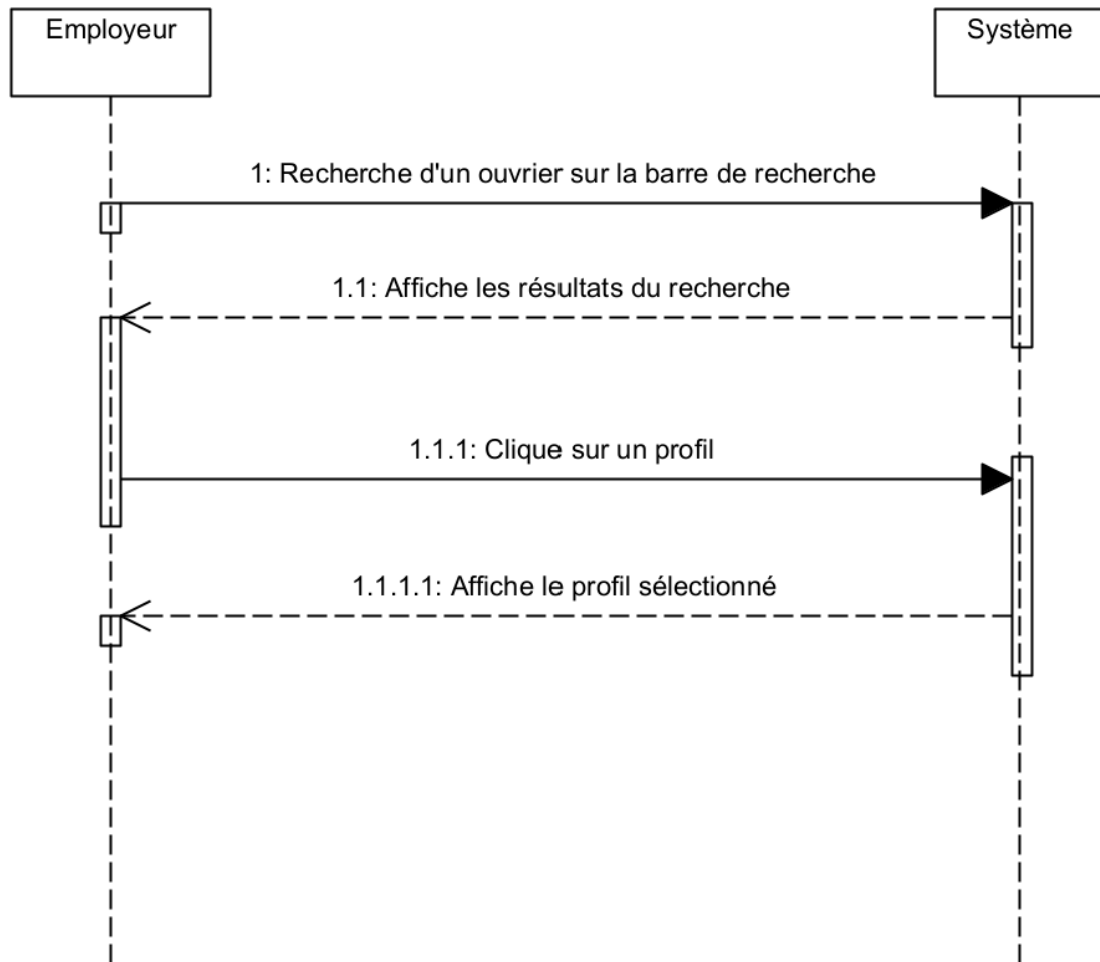 Employeur
Système
1: Recherche d'un ouvrier sur la barre de recherche
1.1: Affiche les résultats du recherche
1.1.1: Clique sur un profil
1.1.1.1: Affiche le profil sélectionné